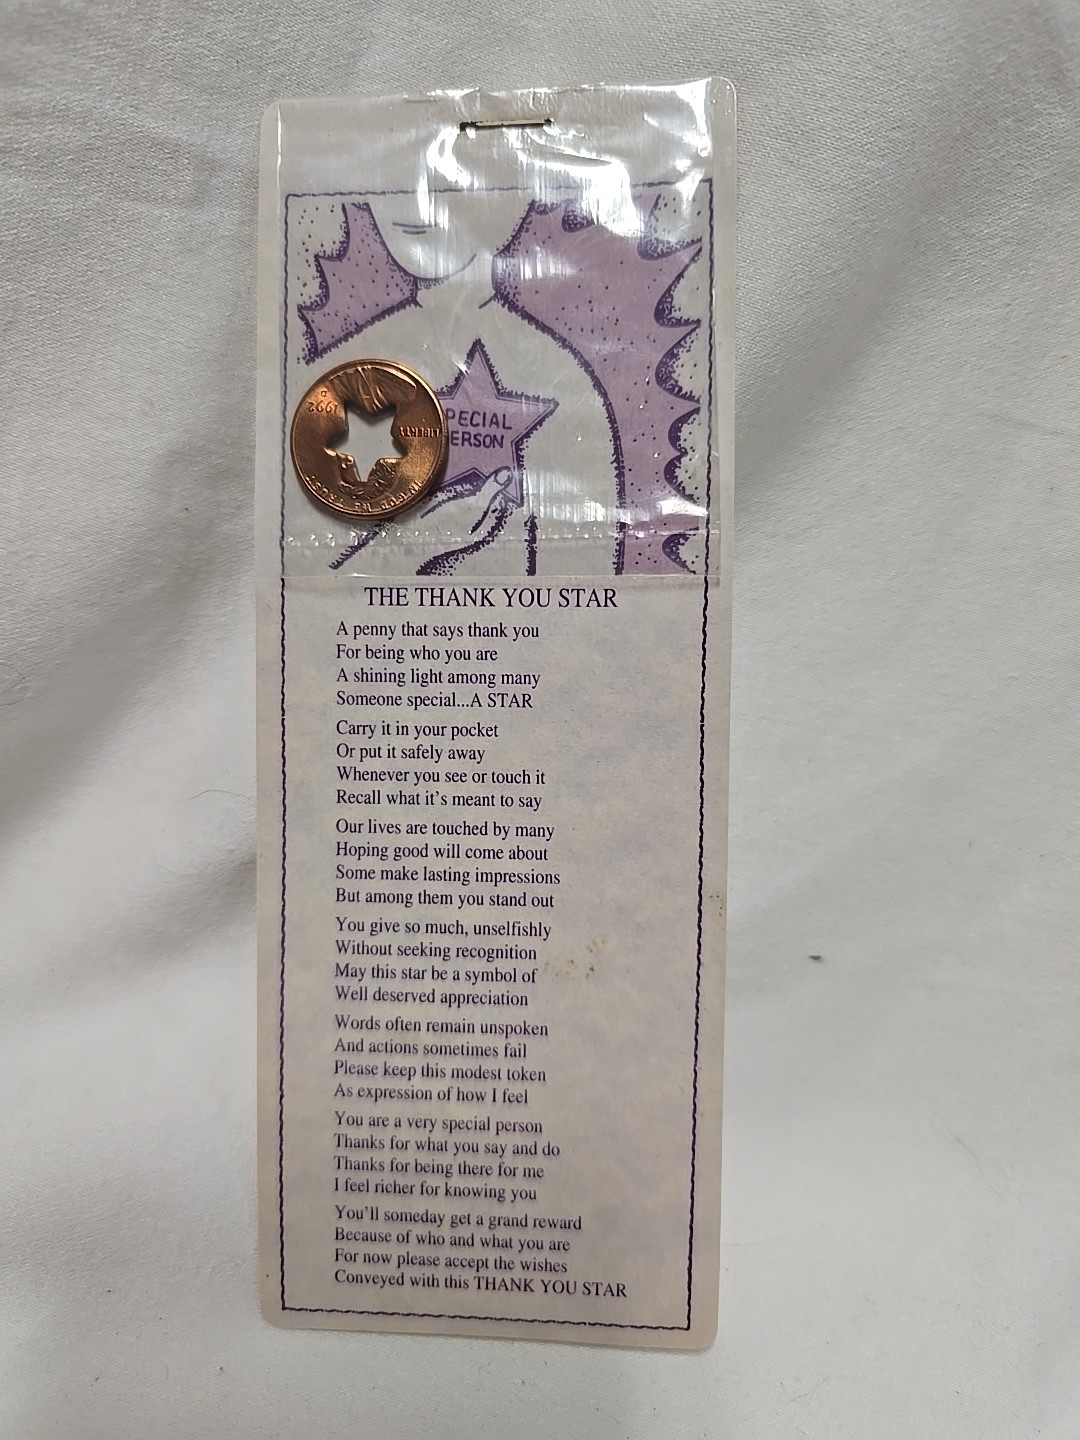 1992
D
LIBERTY
IN GOD WE TRUST
PECIAL
ERSON
THE THANK YOU STAR
A penny that says thank you
For being who you are
A shining light among many
Someone special...A STAR
Carry it in your pocket
Or put it safely away
Whenever you see or touch it
Recall what it's meant to say
Our lives are touched by many
Hoping good will come about
Some make lasting impressions
But among them you stand out
You give so much, unselfishly
Without seeking recognition
May this star be a symbol of
Well deserved appreciation
Words often remain unspoken
And actions sometimes fail
Please keep this modest token
As expression of how I feel
You are a very special person
Thanks for what you say and do
Thanks for being there for me
I feel richer for knowing you
You'll someday get a grand reward
Because of who and what you are
For now please accept the wishes
Conveyed with this THANK YOU STAR